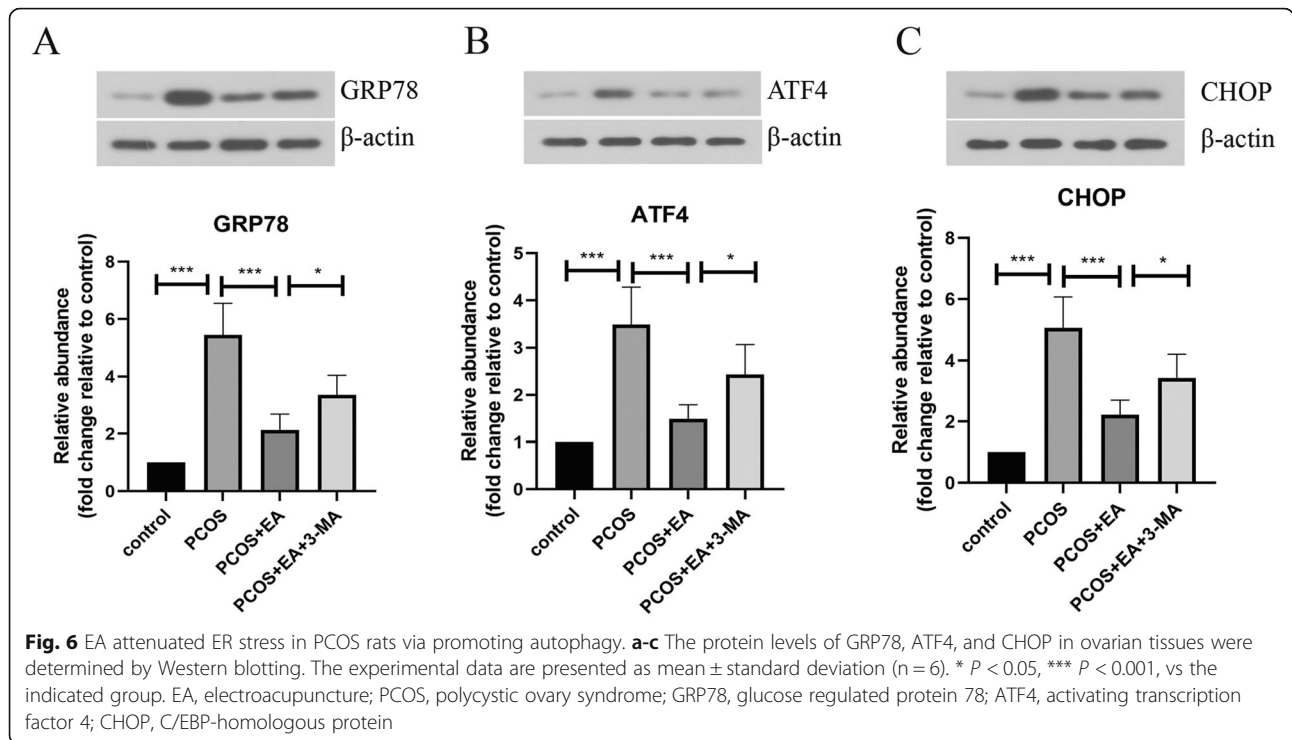 A
B
C
GRP78
β-actin
ATF4
β-actin
CHOP
β-actin
GRP78
Relative abundance
(fold change relative to control)
8
6
4
2
0
***
***
*
control
PCOS
PCOS+EA
PCOS+EA+3-MA
ATF4
Relative abundance
(fold change relative to control)
5
4
3
2
1
0
***
***
*
control
PCOS
PCOS+EA
PCOS+EA+3-MA
CHOP
Relative abundance
(fold change relative to control)
8
6
4
2
0
***
***
*
control
PCOS
PCOS+EA
PCOS+EA+3-MA
Fig. 6 EA attenuated ER stress in PCOS rats via promoting autophagy. a-c The protein levels of GRP78, ATF4, and CHOP in ovarian tissues were
determined by Western blotting. The experimental data are presented as mean ± standard deviation (n = 6). * P < 0.05, *** P < 0.001, vs the
indicated group. EA, electroacupuncture; PCOS, polycystic ovary syndrome; GRP78, glucose regulated protein 78; ATF4, activating transcription
factor 4; CHOP, C/EBP-homologous protein